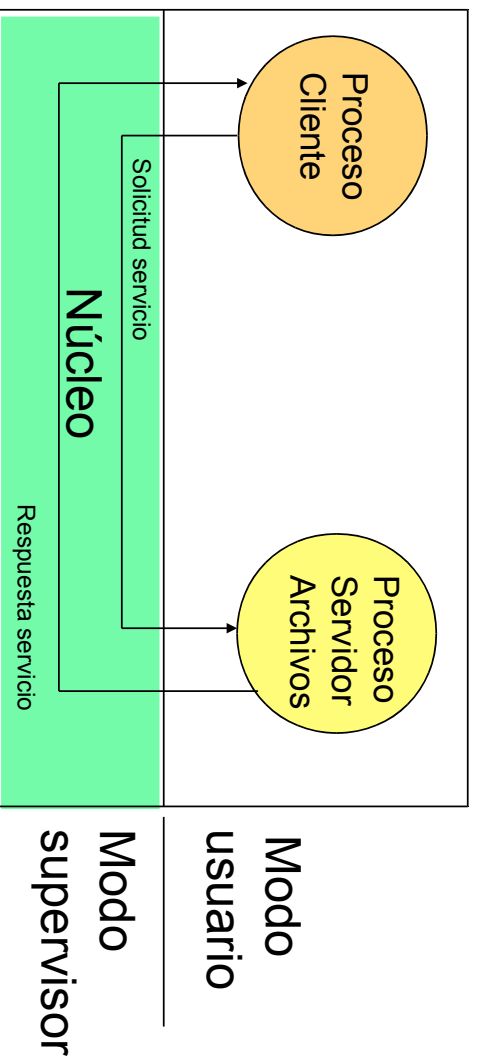 Proceso
Cliente
Proceso
Servidor
Archivos
Modo
usuario
Solicitud servicio
Núcleo
Respuesta servicio
Modo
supervisor